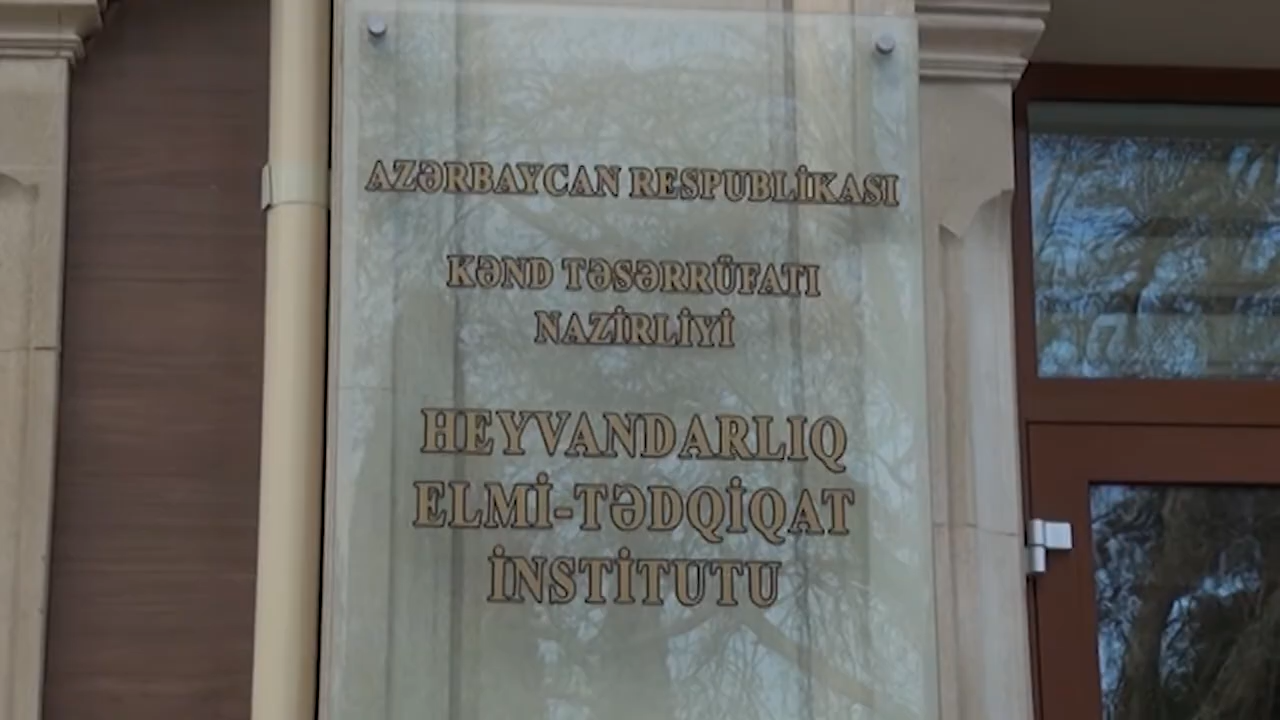 AZƏRBAYCAN RESPUBLİKASI
KƏND TƏSƏRRÜFATI
NAZİRLİYİ
HEYVANDARLIQ
ELMİ-TƏDQİQAT
İNSTİTUTU